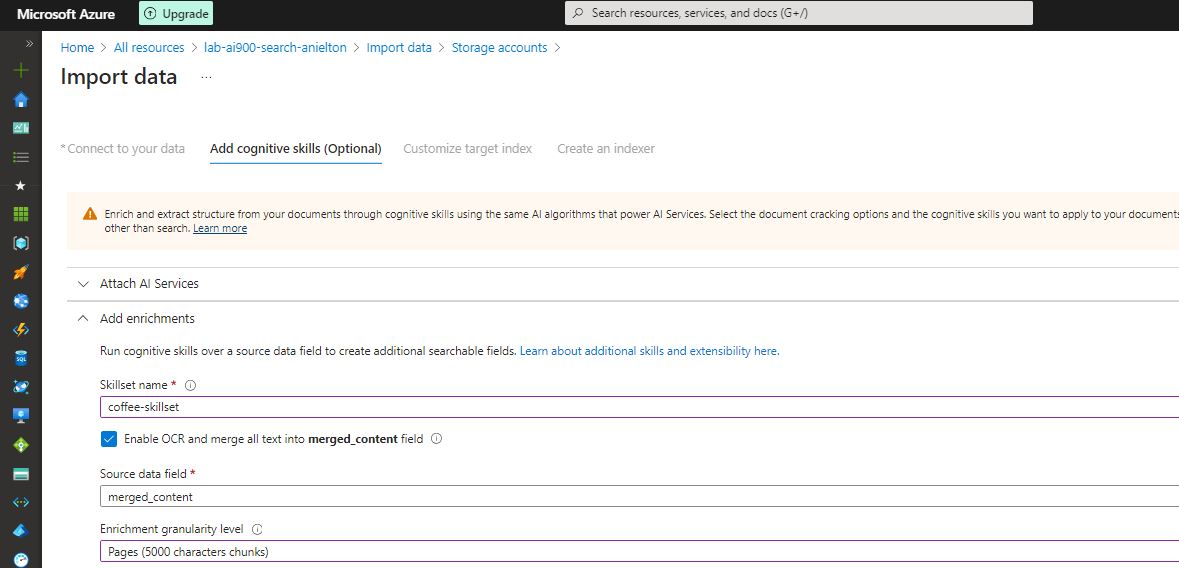 Microsoft Azure
Upgrade
Search resources, services, and docs (G+/)
Home > All resources > lab-ai900-search-anielton > Import data > Storage accounts >
Import data ...
* Connect to your data
Add cognitive skills (Optional)
Customize target index
Create an indexer
Enrich and extract structure from your documents through cognitive skills using the same AI algorithms that power AI Services. Select the document cracking options and the cognitive skills you want to apply to your documents
other than search. Learn more
Attach AI Services
Add enrichments
Run cognitive skills over a source data field to create additional searchable fields. Learn about additional skills and extensibility here.
Skillset name *
coffee-skillset
Enable OCR and merge all text into merged_content field
Source data field *
merged_content
Enrichment granularity level
Pages (5000 characters chunks)